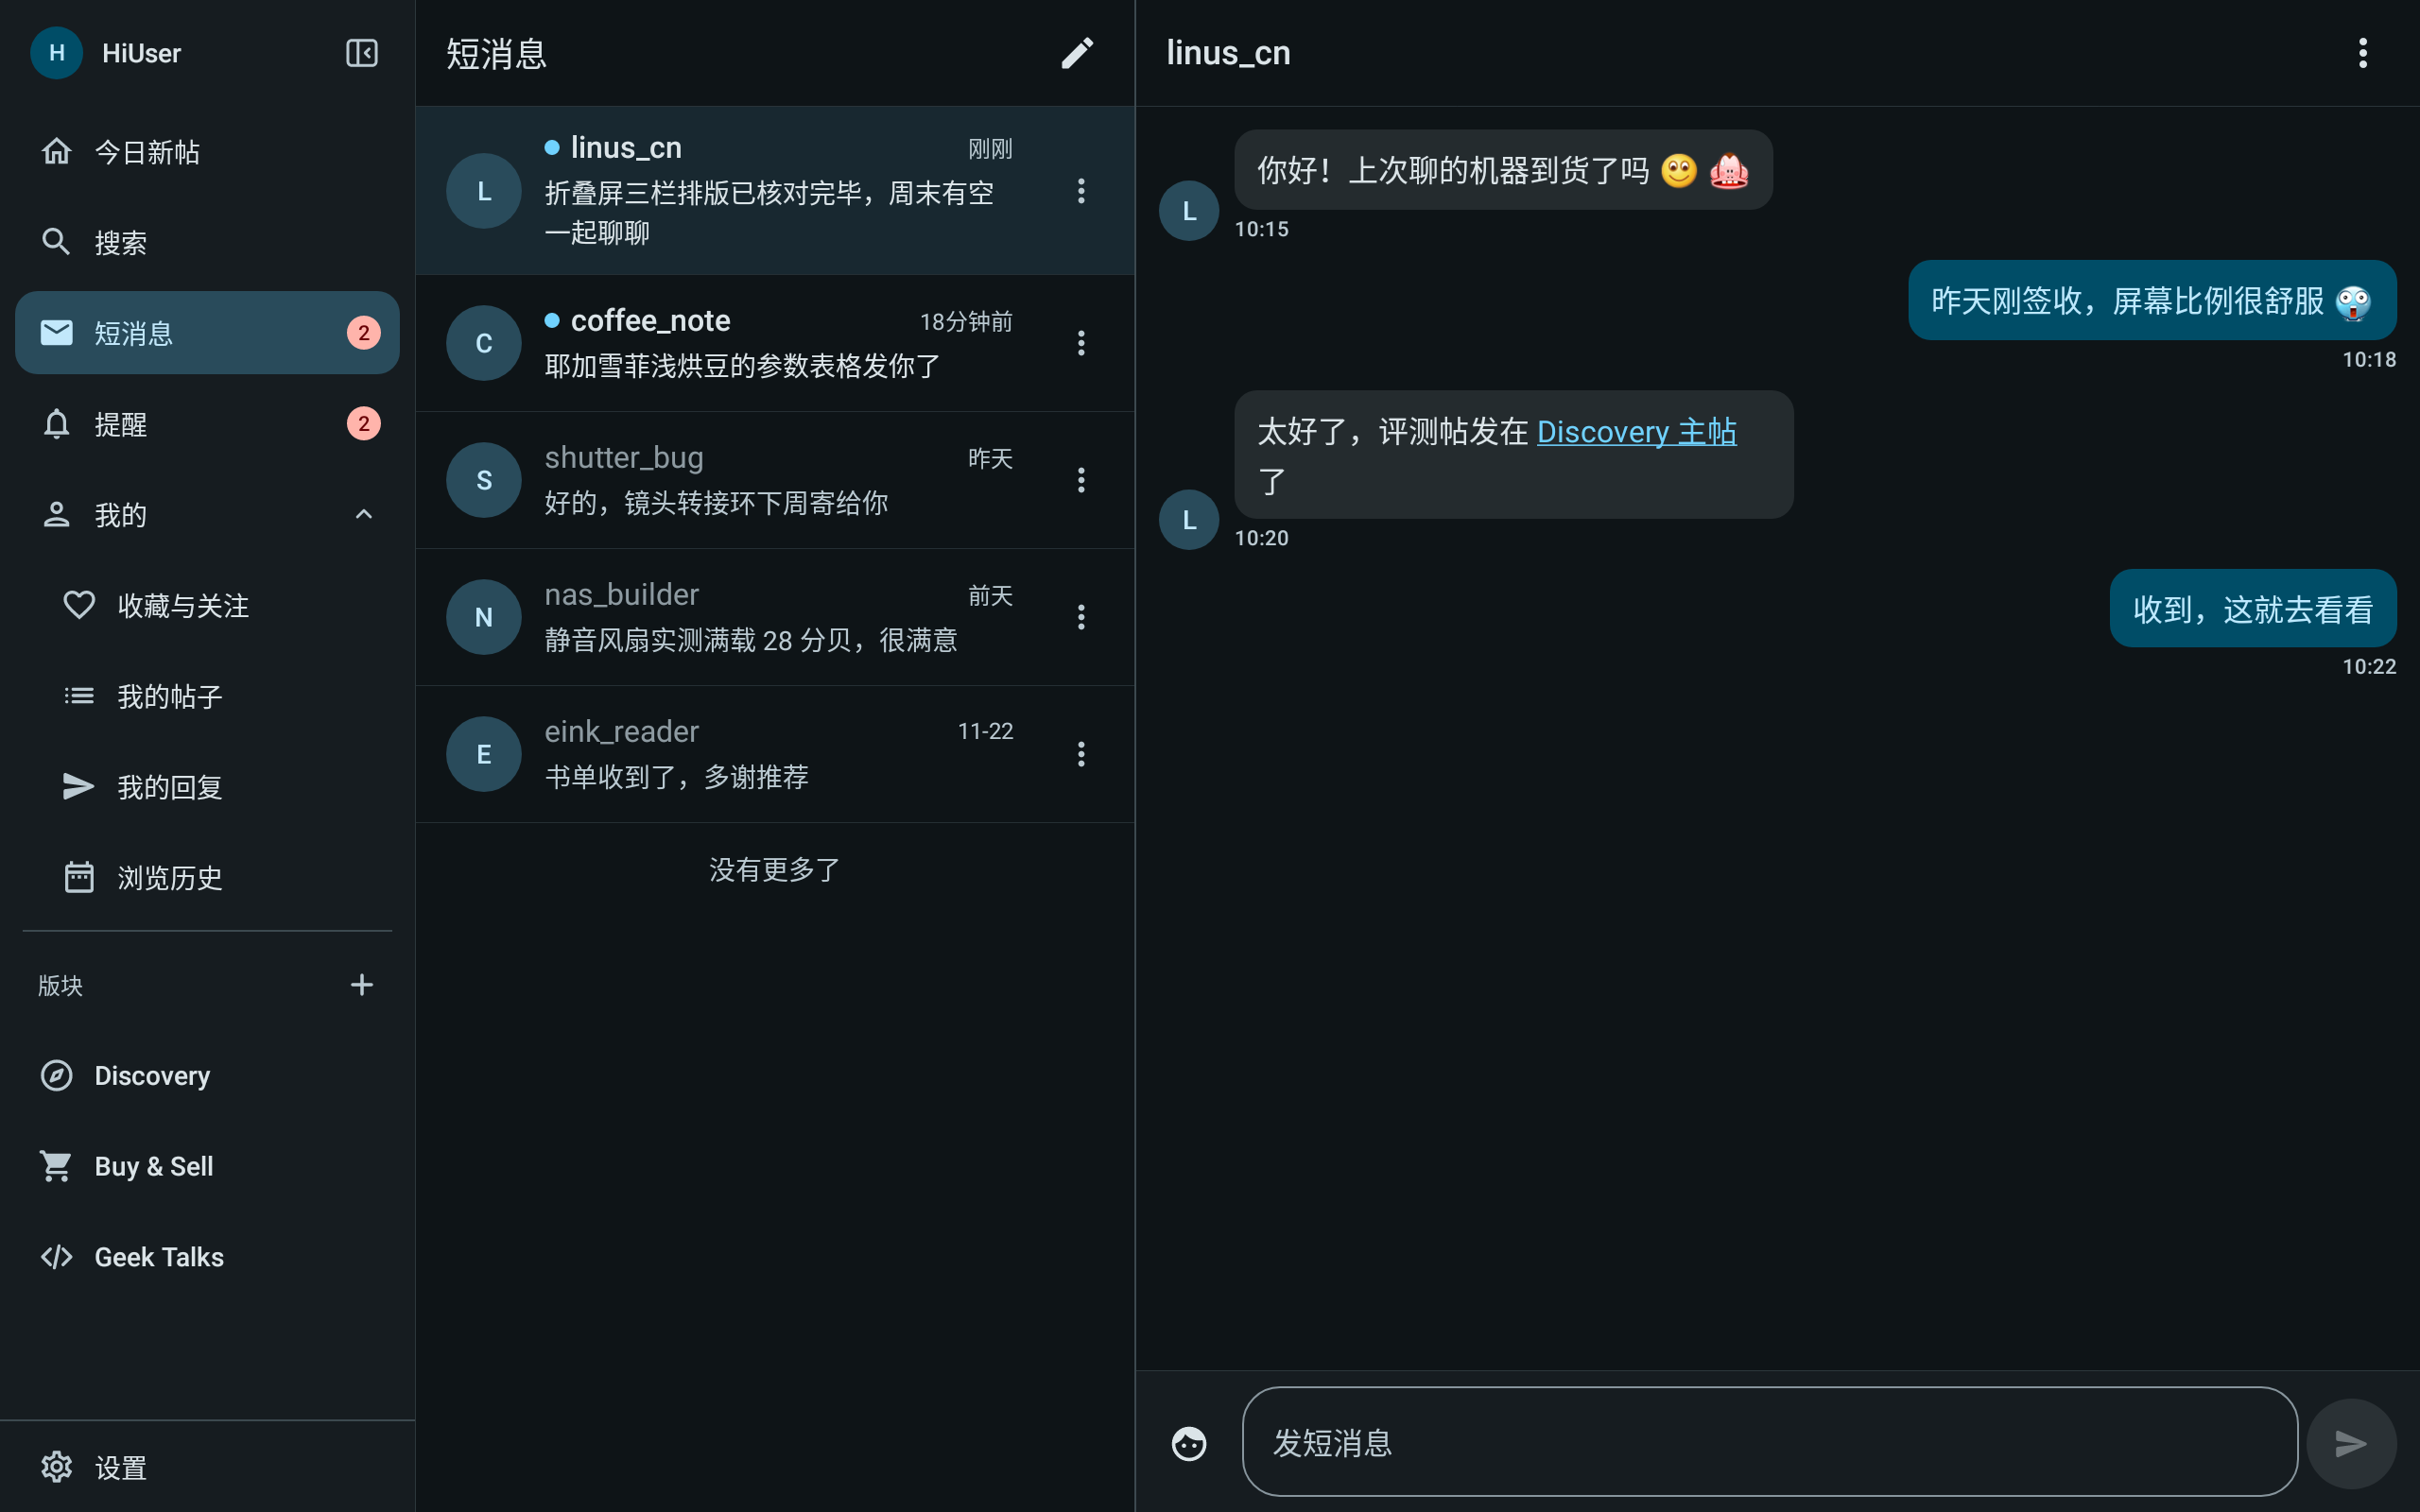 H HiUser
今日新帖
搜索
短消息 2
提醒 2
我的
收藏与关注
我的帖子
我的回复
浏览历史
版块
Discovery
Buy & Sell
Geek Talks
设置
短消息
L
linus_cn 刚刚
折叠屏三栏排版已核对完毕，周末有空
一起聊聊
C
coffee_note 18分钟前
耶加雪菲浅烘豆的参数表格发你了
S
shutter_bug 昨天
好的，镜头转接环下周寄给你
N
nas_builder 前天
静音风扇实测满载 28 分贝，很满意
E
eink_reader 11-22
书单收到了，多谢推荐
没有更多了
linus_cn
你好！上次聊的机器到货了吗
L
10:15
昨天刚签收，屏幕比例很舒服
10:18
太好了，评测帖发在 Discovery 主帖
了
L
10:20
收到，这就去看看
10:22
发短消息